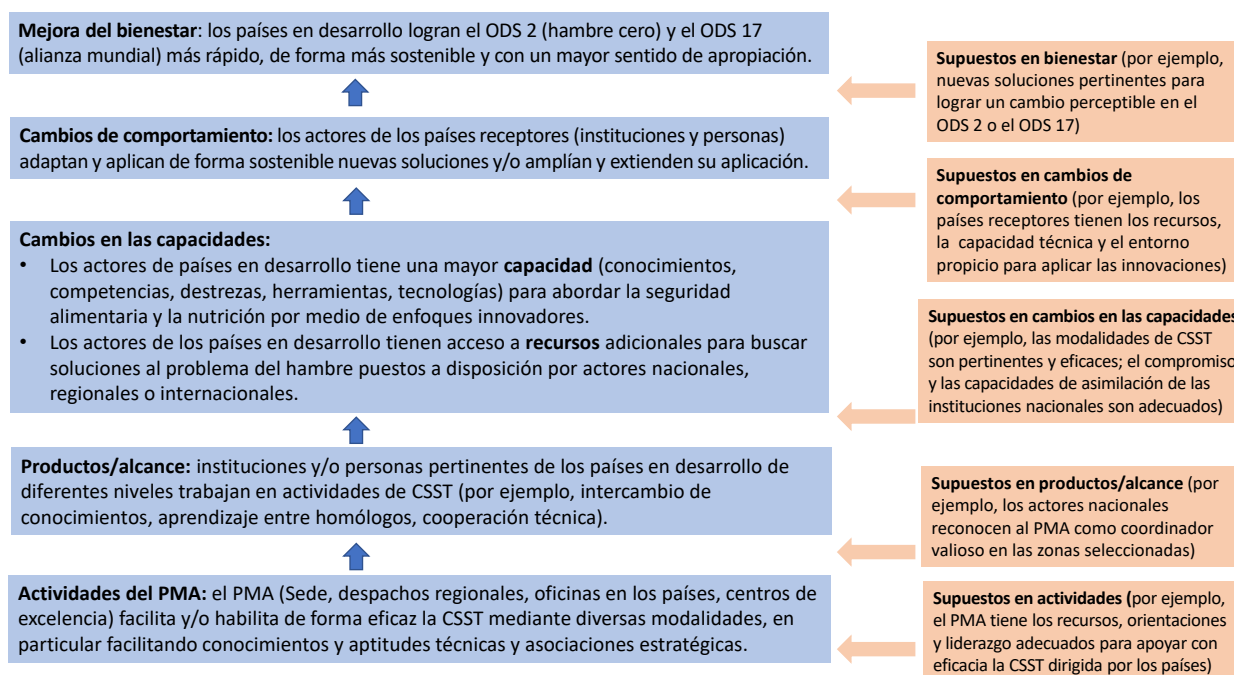 Mejora del bienestar: los países en desarrollo logran el ODS 2 (hambre cero) y el ODS 17
(alianza mundial) más rápido, de forma más sostenible y con un mayor sentido de apropiación.
Cambios de comportamiento: los actores de los países receptores (instituciones y personas)
adaptan y aplican de forma sostenible nuevas soluciones y/o amplían y extienden su aplicación.
Cambios en las capacidades:
• Los actores de países en desarrollo tiene una mayor capacidad (conocimientos,
competencias, destrezas, herramientas, tecnologías) para abordar la seguridad
alimentaria y la nutrición por medio de enfoques innovadores.
• Los actores de los países en desarrollo tienen acceso a recursos adicionales para buscar
soluciones al problema del hambre puestos a disposición por actores nacionales,
regionales o internacionales.
Productos/alcance: instituciones y/o personas pertinentes de los países en desarrollo de
diferentes niveles trabajan en actividades de CSST (por ejemplo, intercambio de
conocimientos, aprendizaje entre homólogos, cooperación técnica).
Actividades del PMA: el PMA (Sede, despachos regionales, oficinas en los países, centros de
excelencia) facilita y/o habilita de forma eficaz la CSST mediante diversas modalidades, en
particular facilitando conocimientos y aptitudes técnicas y asociaciones estratégicas.
Supuestos en bienestar (por ejemplo,
nuevas soluciones pertinentes para
lograr un cambio perceptible en el
ODS 2 o el ODS 17)
Supuestos en cambios de
comportamiento (por ejemplo, los
países receptores tienen los recursos,
la capacidad técnica y el entorno
propicio para aplicar las innovaciones)
Supuestos en cambios en las capacidades
(por ejemplo, las modalidades de CSST
son pertinentes y eficaces; el compromiso
y las capacidades de asimilación de las
instituciones nacionales son adecuados)
Supuestos en productos/alcance (por
ejemplo, los actores nacionales
reconocen al PMA como coordinador
valioso en las zonas seleccionadas)
Supuestos en actividades (por ejemplo,
el PMA tiene los recursos, orientaciones
y liderazgo adecuados para apoyar con
eficacia la CSST dirigida por los países)